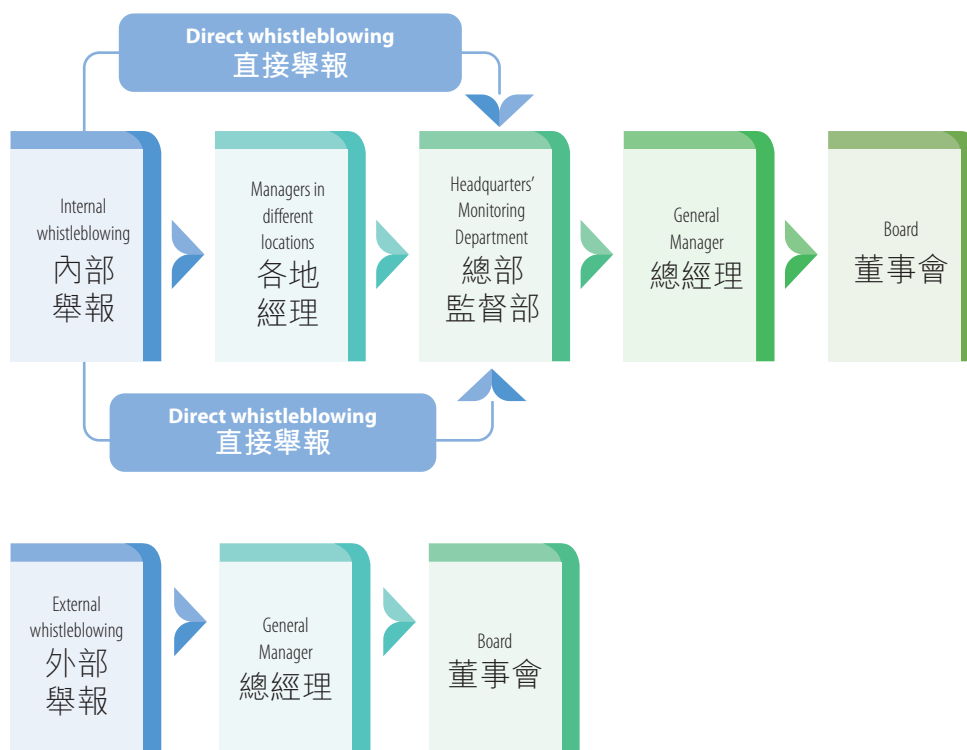 Direct whistleblowing
直接舉報
Internal
whistleblowing
內部
舉報
Managers in
different
locations
各地
經理
Headquarters’
Monitoring
Department
總部
監督部
General
Manager
總經理
Board
董事會
Direct whistleblowing
直接舉報
External
whistleblowing
外部
舉報
General
Manager
總經理
Board
董事會